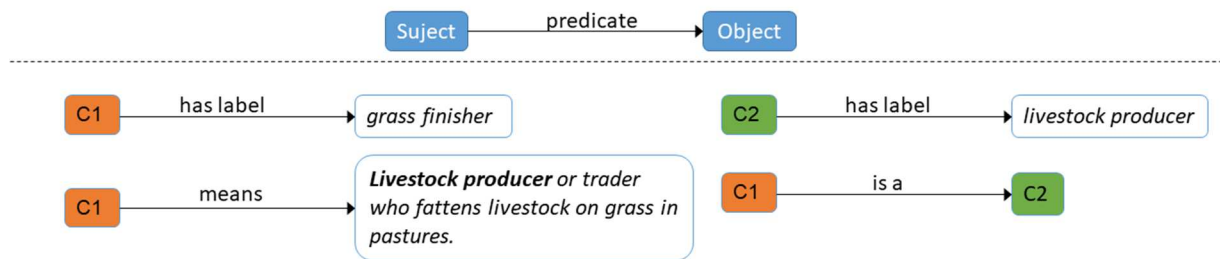 Suject predicate Object
C1 has label grass finisher
C2 has label livestock producer
C1 means Livestock producer or trader
who fattens livestock on grass in
pastures.
C1 is a C2